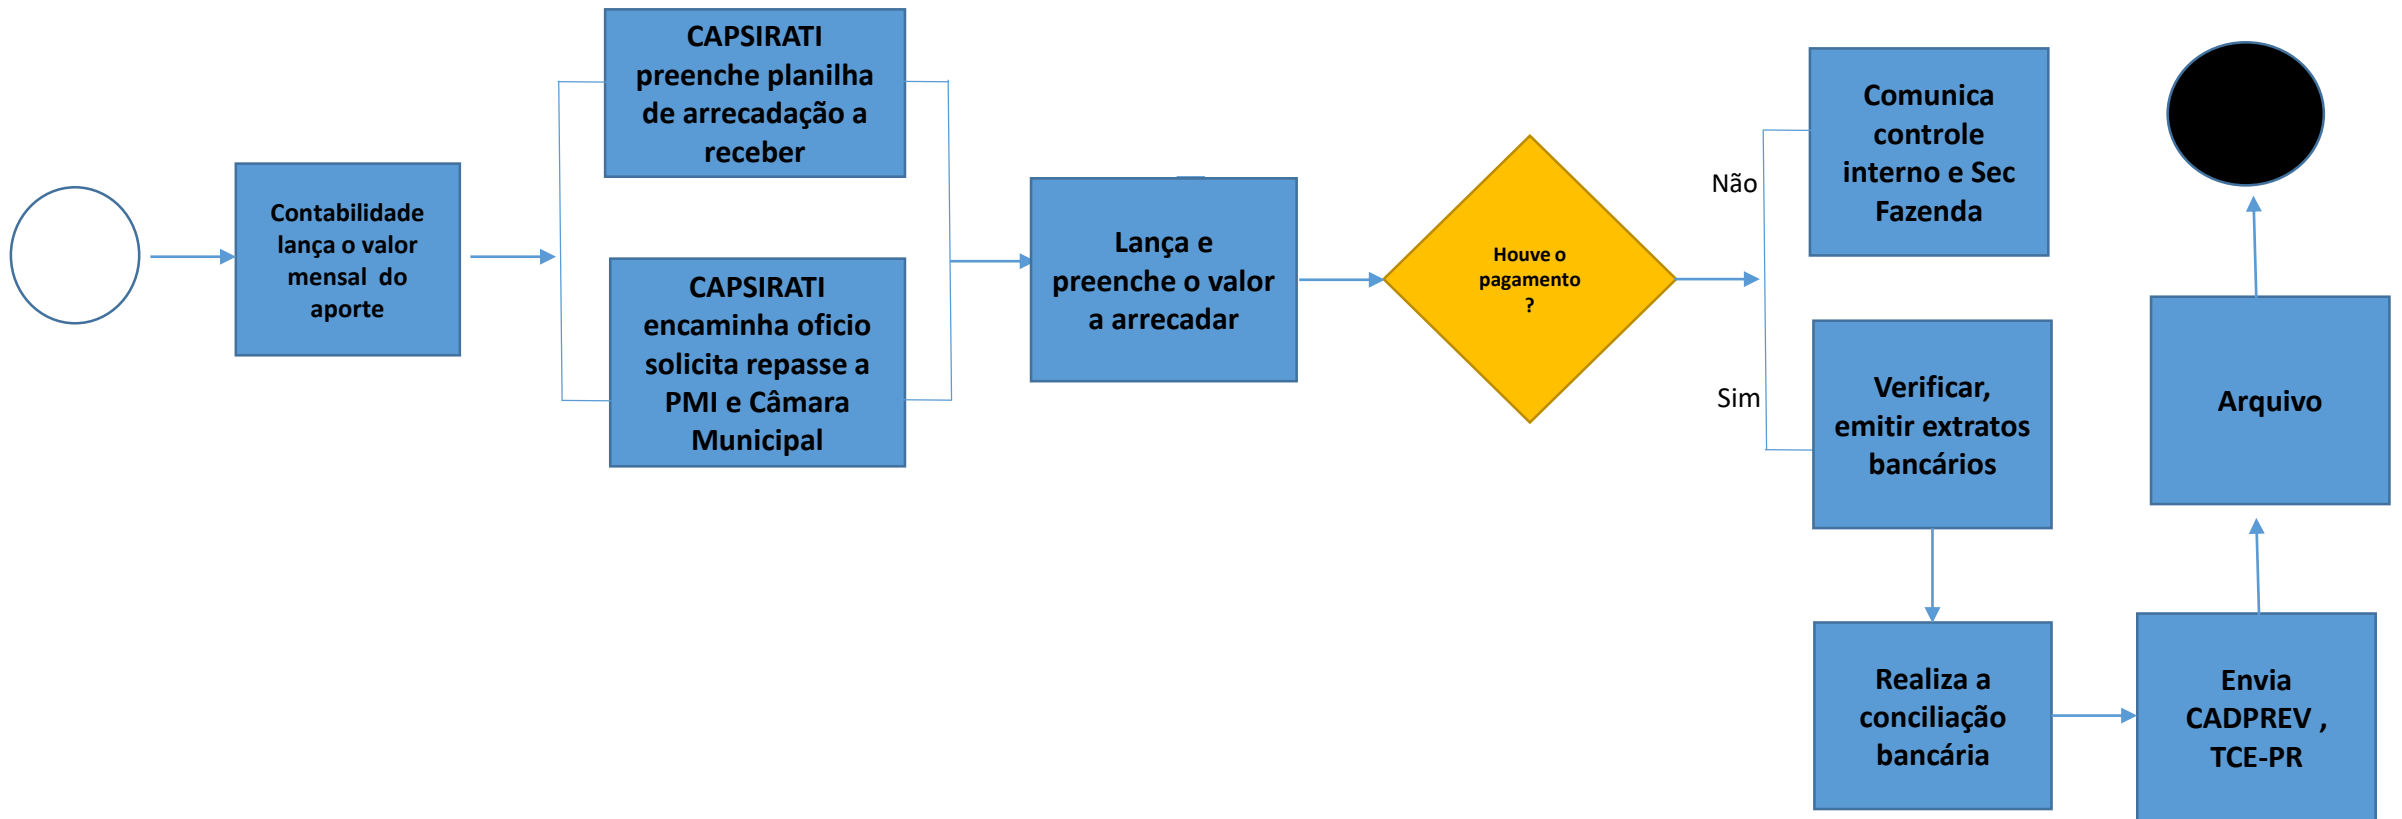 Contabilidade
lança o valor
mensal do
aporte
CAPSIRATI
preenche planilha
de arrecadação a
receber
CAPSIRATI
encaminha oficio
solicita repasse a
PMI e Câmara
Municipal
Lança e
preenche o valor
a arrecadar
Houve o
pagamento
?
Não
Sim
Comunica
controle
interno e Sec
Fazenda
Verificar,
emitir extratos
bancários
Realiza a
conciliação
bancária
Envia
CADPREV ,
TCE-PR
Arquivo